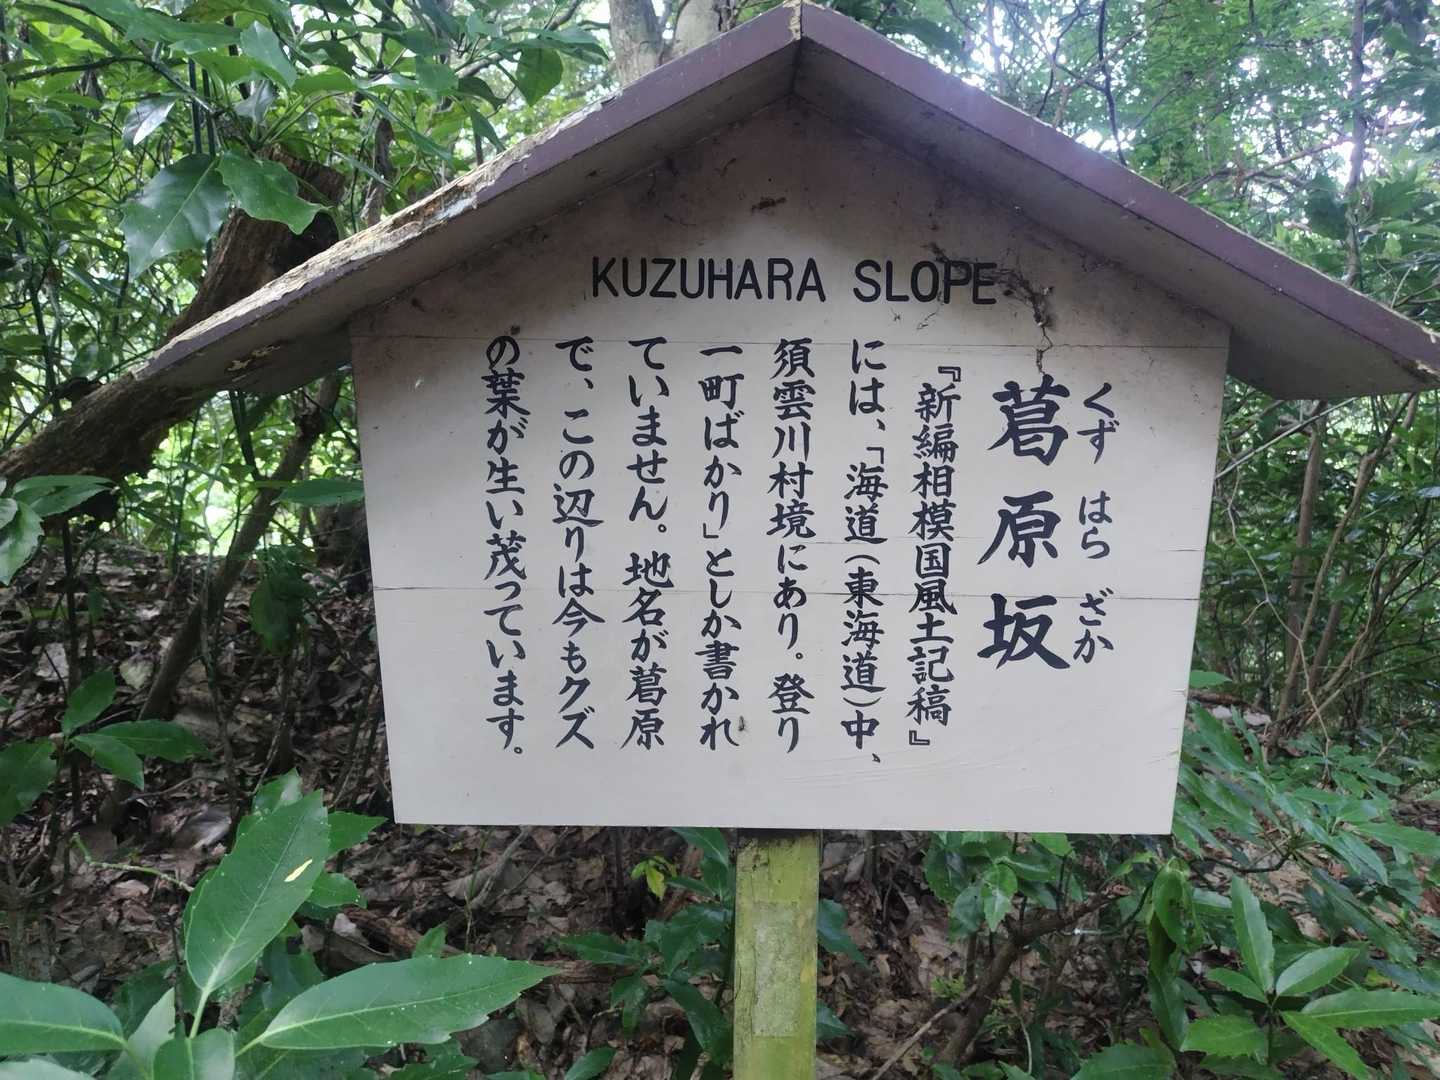 KUZUHARA SLOPE
くず はら ざか
葛原坂
『新編相模国風土記稿』
には、「海道(東海道)中、
須雲川村境にあり。登り
一町ばかり」としか書かれ
ていません。地名が葛原
で、この辺りは今もクズ
の葉が生い茂っています。